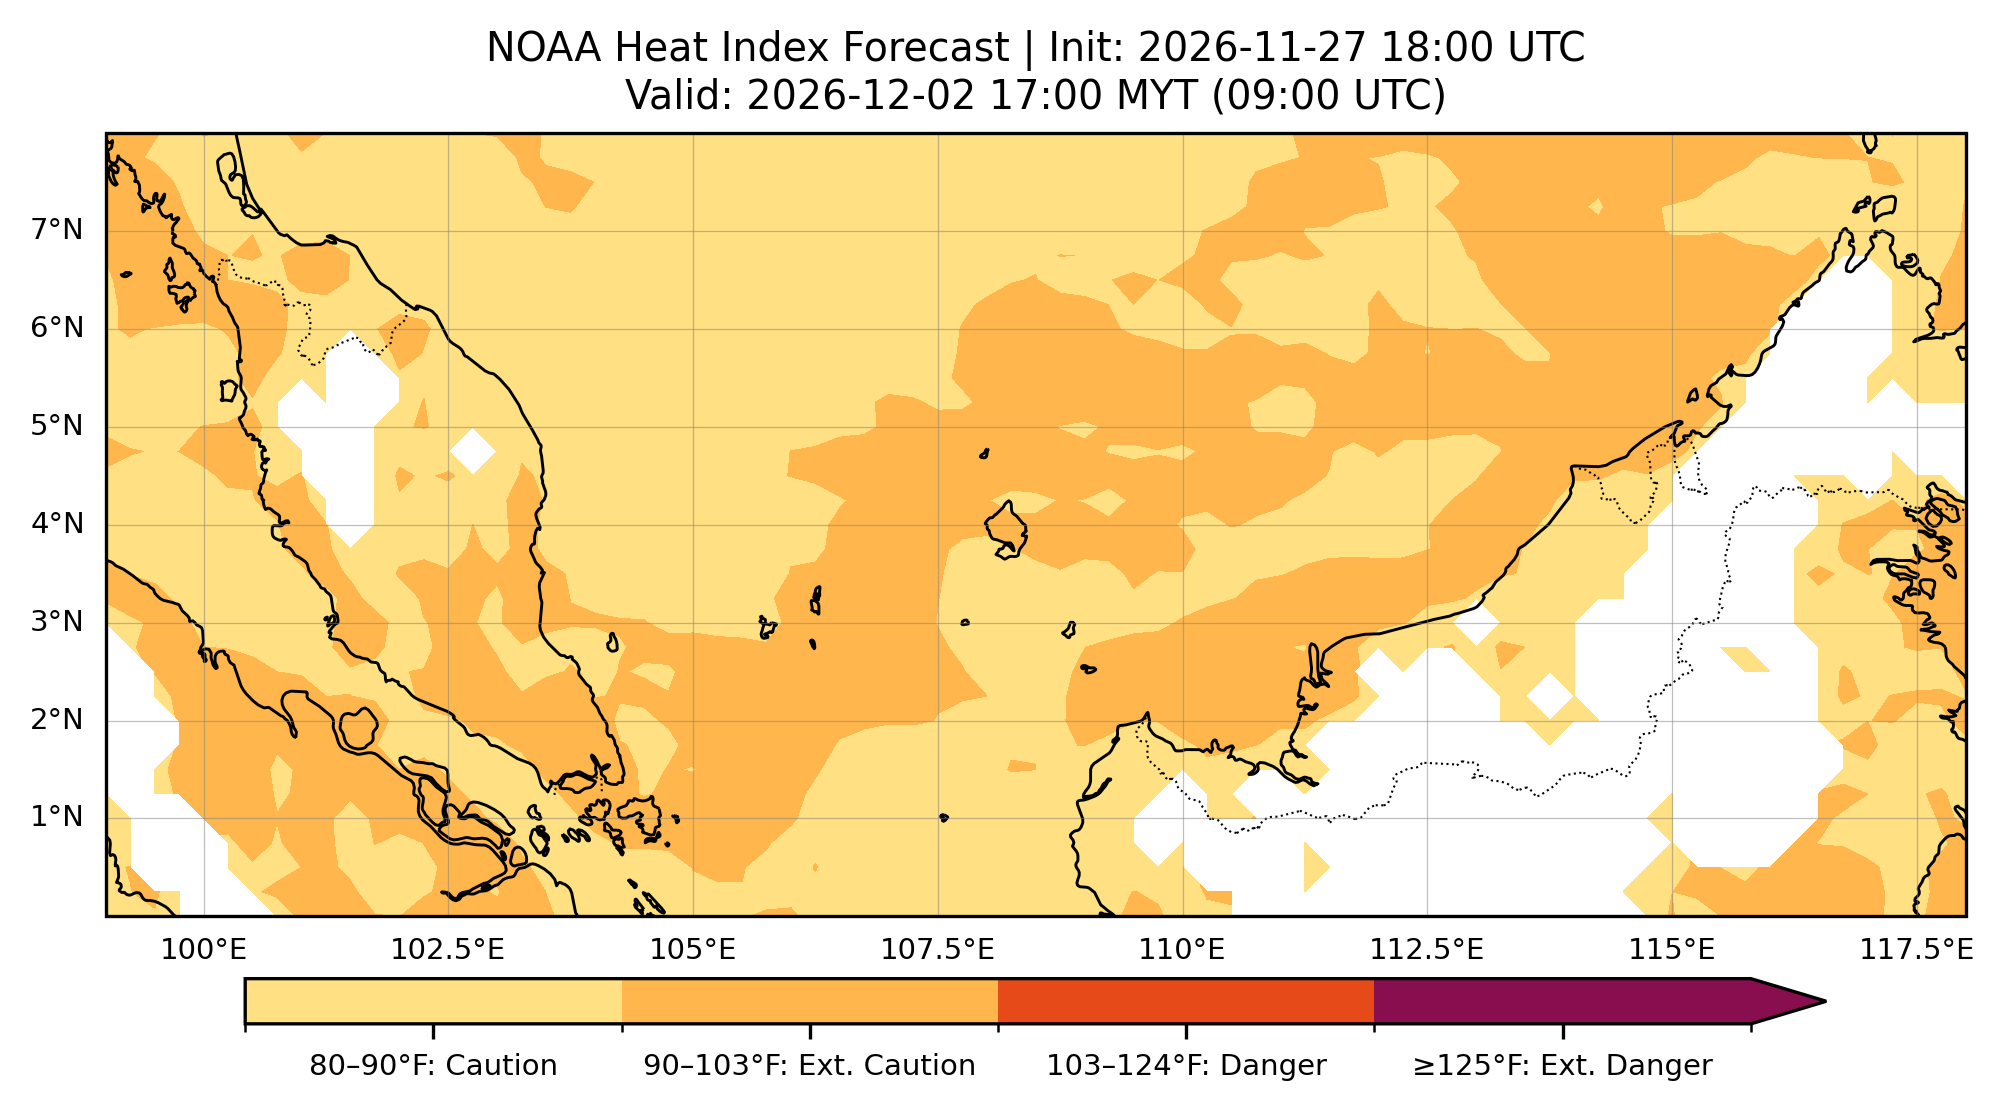 NOAA Heat Index Forecast | Init: 2026-11-27 18:00 UTC
Valid: 2026-12-02 17:00 MYT (09:00 UTC)
7°N
6°N
5°N
4°N
3°N
2°N
1°N
100°E
102.5°E
105°E
107.5°E
110°E
112.5°E
115°E
117.5°E
80–90°F: Caution
90–103°F: Ext. Caution
103–124°F: Danger
≥125°F: Ext. Danger